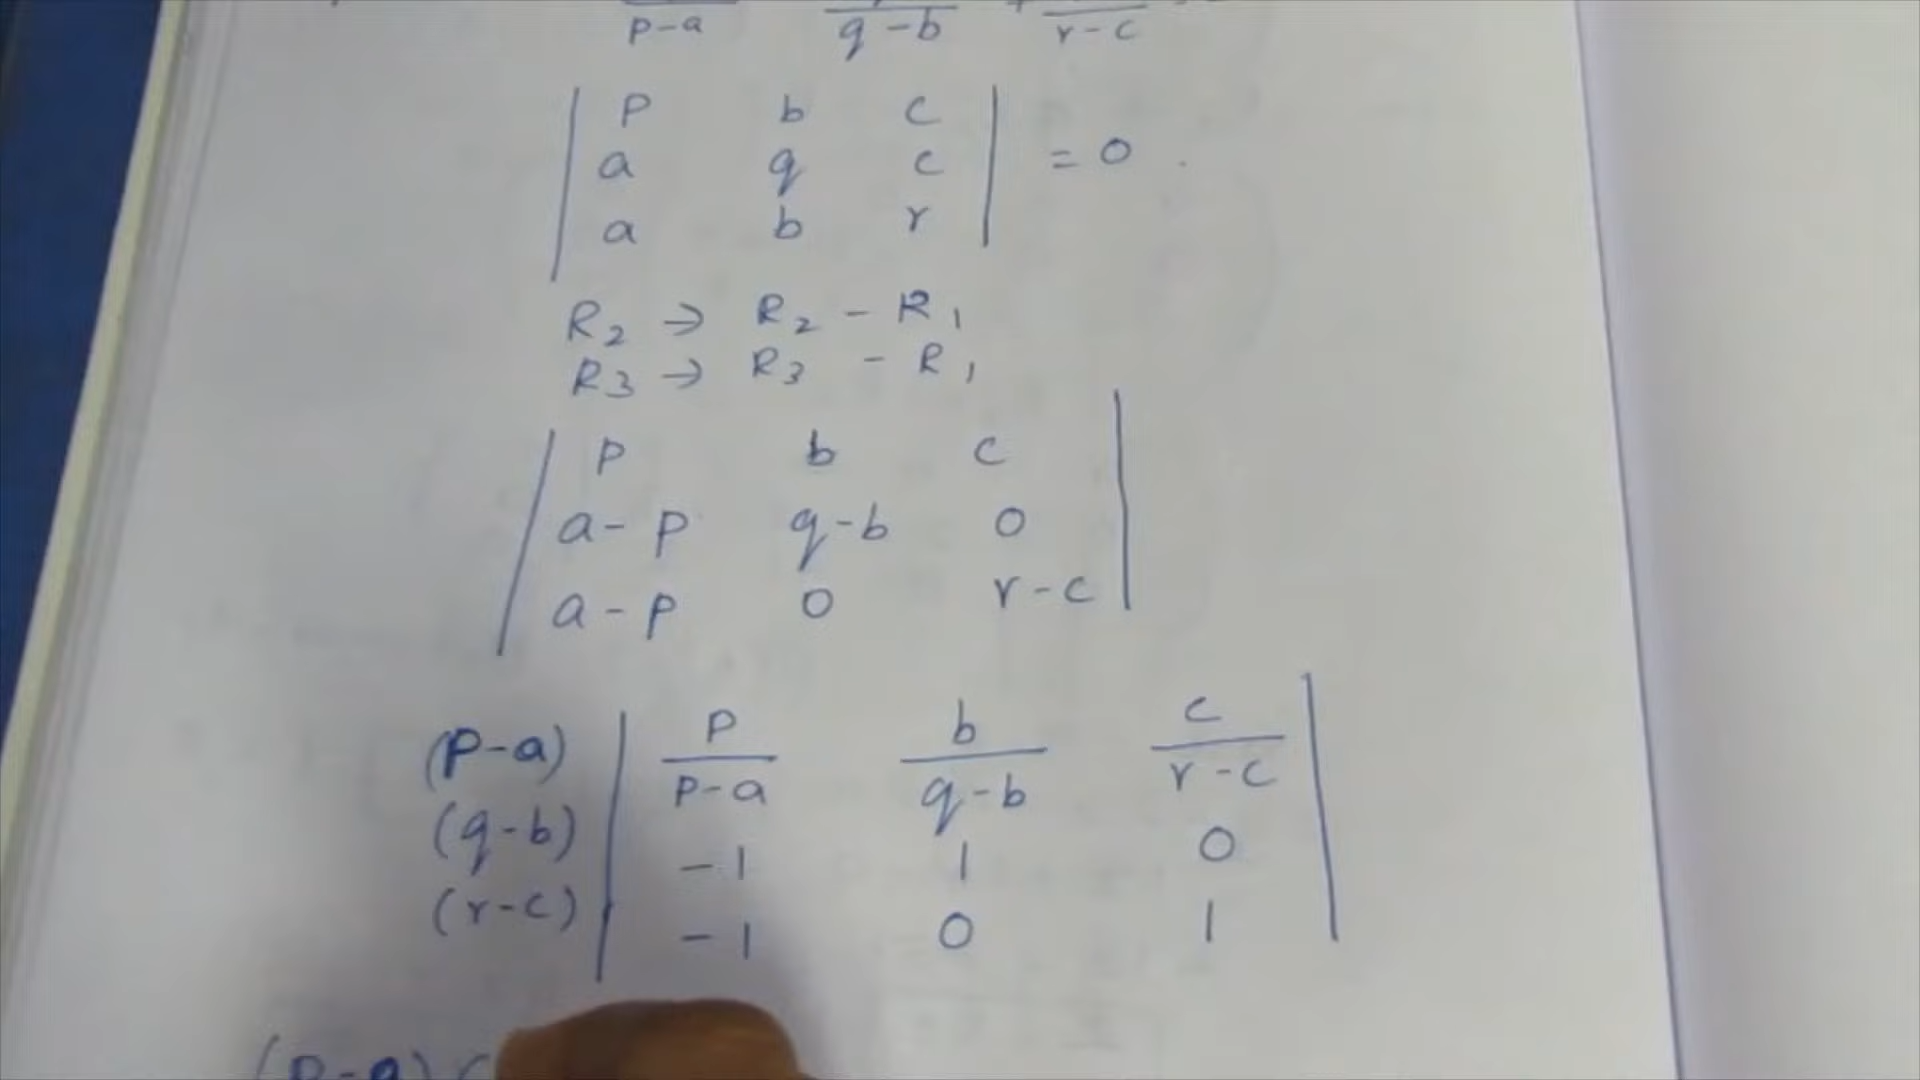 p-a q-b + r-c
| p b c |
| a q c | = 0 .
| a b r |
R₂ → R₂ - R₁
R₃ → R₃ - R₁
| p b c |
| a-p q-b 0 |
| a-p 0 r-c |
(p-a) | p/p-a b/q-b c/r-c |
(q-b) | -1 1 0 |
(r-c) | -1 0 1 |
(p-a) (